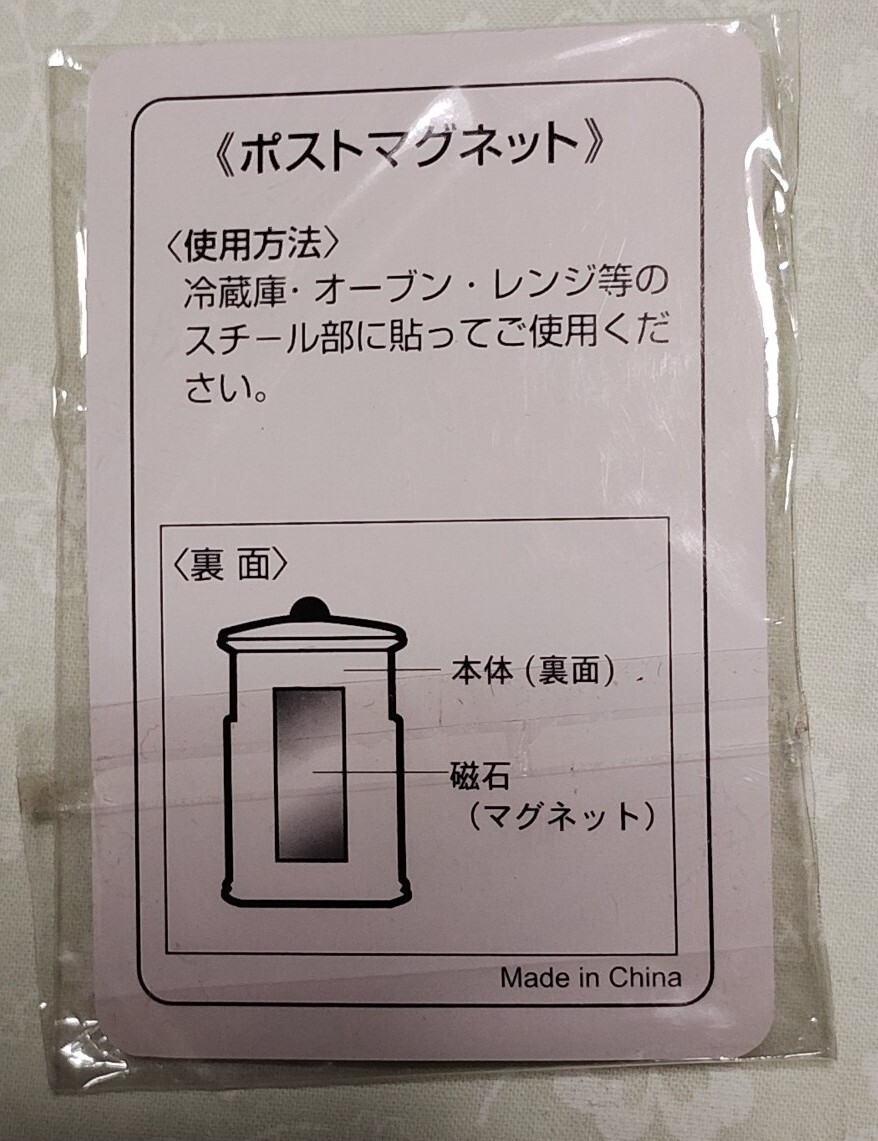 《ポストマグネット》
〈使用方法〉
冷蔵庫・オーブン・レンジ等の
スチール部に貼ってご使用くだ
さい。
〈裏 面〉
本体（裏面）
磁石
（マグネット）
Made in China